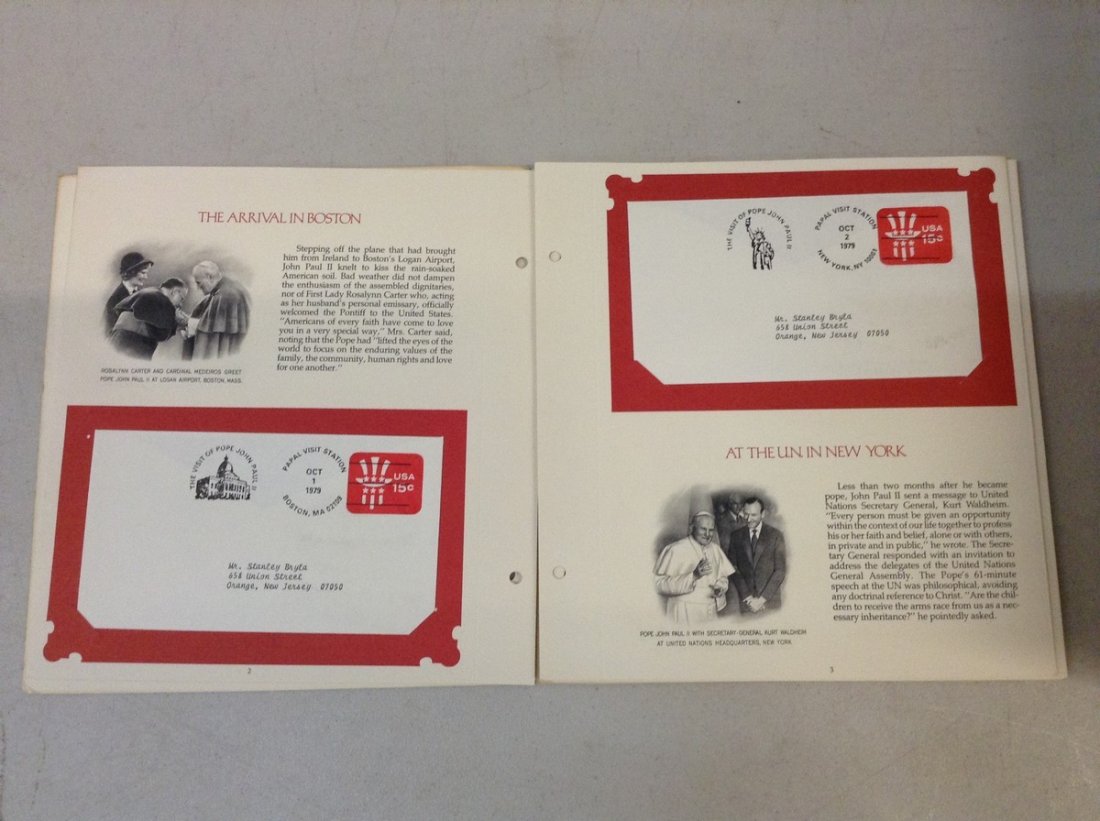 THE ARRIVAL IN BOSTON
Stepping off the plane that had brought
him from Ireland to Boston's Logan Airport,
John Paul II knelt to kiss the rain-soaked
American soil. Bad weather did not dampen
the enthusiasm of the assembled dignitaries,
nor of First Lady Rosalynn Carter who, acting
as her husband's personal emissary, officially
welcomed the Pontiff to the United States.
"Americans of every faith have come to love
you in a very special way," Mrs. Carter said,
noting that the Pope had "lifted the eyes of the
world to focus on the enduring values of the
family, the community, human rights and love
for one another."
ROSALYNN CARTER AND CARDINAL MEDEIROS GREET
POPE JOHN PAUL II AT LOGAN AIRPORT, BOSTON, MASS.
THE VISIT OF POPE JOHN PAUL II
PAPAL VISIT STATION
OCT
1
1979
BOSTON, MA 02109
USA
15c
Mr. Stanley Bryla
658 Union Street
Orange, New Jersey 07050
2
THE VISIT OF POPE JOHN PAUL II
PAPAL VISIT STATION
OCT
2
1979
NEW YORK, NY 10001
USA
15c
Mr. Stanley Bryla
658 Union Street
Orange, New Jersey 07050
AT THE U.N. IN NEW YORK
Less than two months after he became
pope, John Paul II sent a message to United
Nations Secretary General, Kurt Waldheim.
"Every person must be given an opportunity
within the context of our life together to profess
his or her faith and belief, alone or with others,
in private and in public," he wrote. The Secre-
tary General responded with an invitation to
address the delegates of the United Nations
General Assembly. The Pope's 61-minute
speech at the UN was philosophical, avoiding
any doctrinal reference to Christ. "Are the chil-
dren to receive the arms race from us as a nec-
essary inheritance?" he pointedly asked.
POPE JOHN PAUL II WITH SECRETARY-GENERAL KURT WALDHEIM
AT UNITED NATIONS HEADQUARTERS, NEW YORK.
3